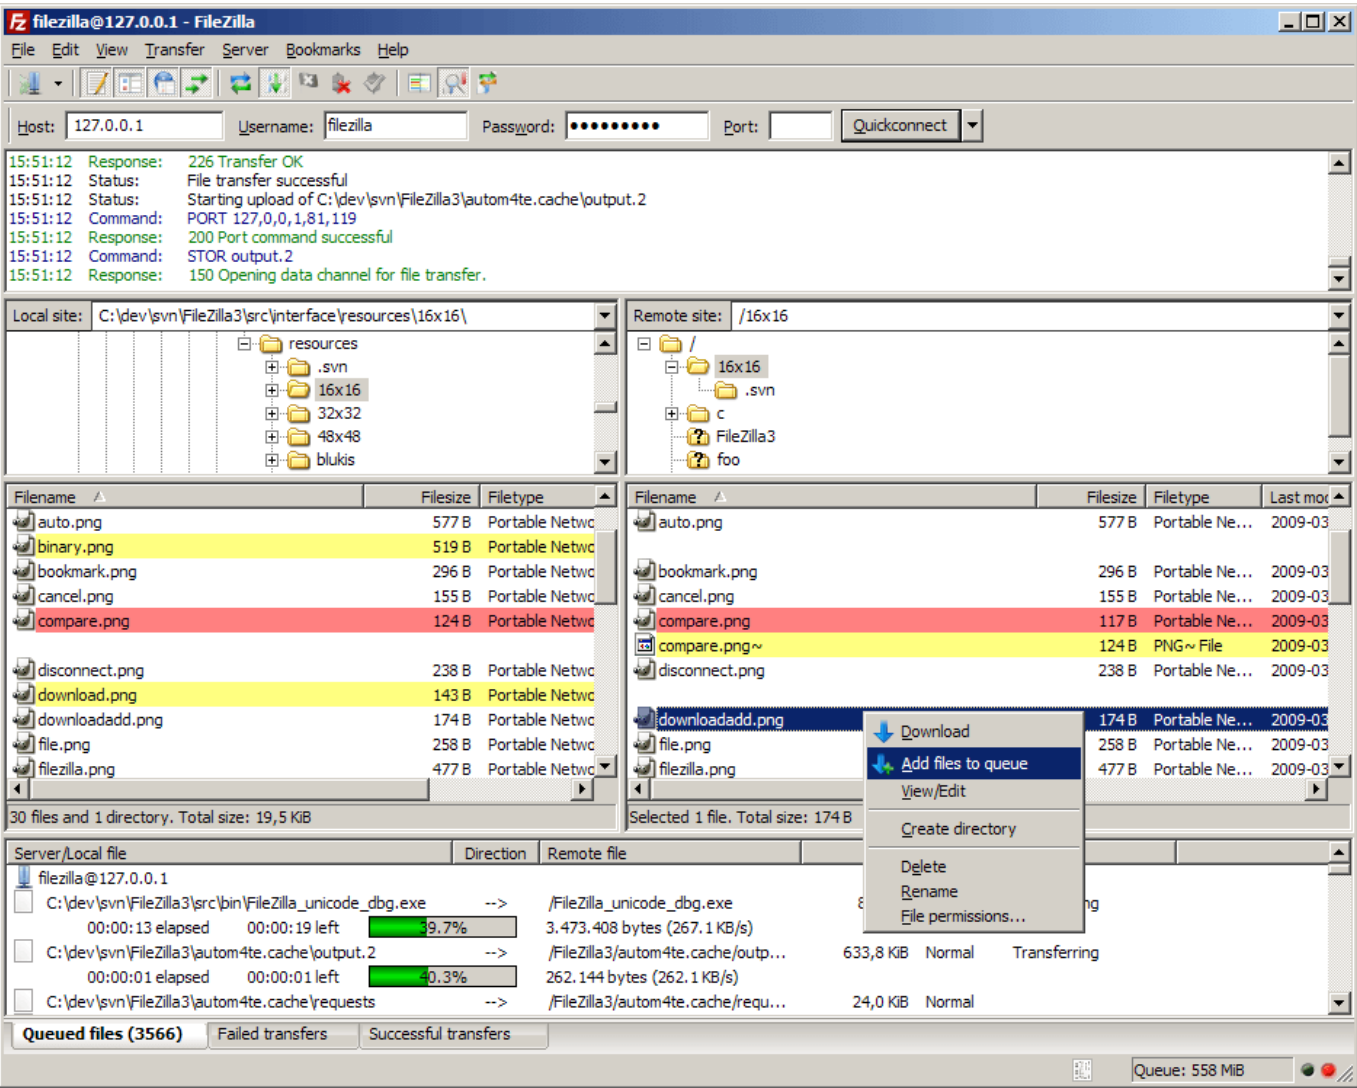 filezilla@127.0.0.1 - FileZilla
File Edit View Transfer Server Bookmarks Help
Host: 127.0.0.1 Username: filezilla Password: ●●●●●●●●● Port: Quickconnect
15:51:12 Response: 226 Transfer OK
15:51:12 Status: File transfer successful
15:51:12 Status: Starting upload of C:\dev\svn\FileZilla3\autom4te.cache\output.2
15:51:12 Command: PORT 127,0,0,1,81,119
15:51:12 Response: 200 Port command successful
15:51:12 Command: STOR output.2
15:51:12 Response: 150 Opening data channel for file transfer.
Local site: C:\dev\svn\FileZilla3\src\interface\resources\16x16\
resources
.svn
16x16
32x32
48x48
blukis
Remote site: /16x16
/
16x16
.svn
c
FileZilla3
foo
Filename Filesize Filetype
auto.png 577 B Portable Netwo
binary.png 519 B Portable Netwo
bookmark.png 296 B Portable Netwo
cancel.png 155 B Portable Netwo
compare.png 124 B Portable Netwo
disconnect.png 238 B Portable Netwo
download.png 143 B Portable Netwo
downloadadd.png 174 B Portable Netwo
file.png 258 B Portable Netwo
filezilla.png 477 B Portable Netwo
30 files and 1 directory. Total size: 19,5 KiB
Filename Filesize Filetype Last mod
auto.png 577 B Portable Ne... 2009-03
bookmark.png 296 B Portable Ne... 2009-03
cancel.png 155 B Portable Ne... 2009-03
compare.png 117 B Portable Ne... 2009-03
compare.png~ 124 B PNG~ File 2009-03
disconnect.png 238 B Portable Ne... 2009-03
downloadadd.png 174 B Portable Ne... 2009-03
file.png 258 B Portable Ne... 2009-03
filezilla.png 477 B Portable Ne... 2009-03
Selected 1 file. Total size: 174 B
Download
Add files to queue
View/Edit
Create directory
Delete
Rename
File permissions...
Server/Local file Direction Remote file
filezilla@127.0.0.1
C:\dev\svn\FileZilla3\src\bin\FileZilla_unicode_dbg.exe --> /FileZilla_unicode_dbg.exe
00:00:13 elapsed 00:00:19 left 39.7% 3.473.408 bytes (267.1 KB/s)
C:\dev\svn\FileZilla3\autom4te.cache\output.2 --> /FileZilla3/autom4te.cache/outp... 633,8 KiB Normal Transferring
00:00:01 elapsed 00:00:01 left 40.3% 262.144 bytes (262.1 KB/s)
C:\dev\svn\FileZilla3\autom4te.cache\requests --> /FileZilla3/autom4te.cache/requ... 24,0 KiB Normal
Queued files (3566) Failed transfers Successful transfers
Queue: 558 MiB